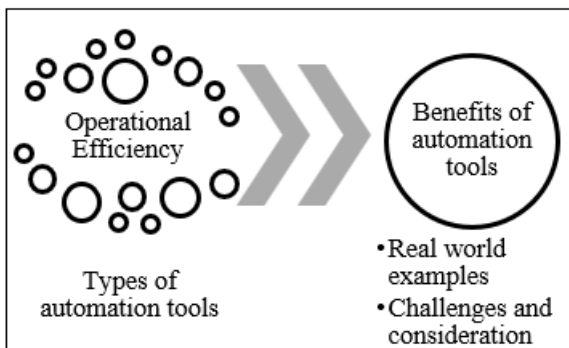 Operational
Efficiency
Types of
automation tools
Benefits of
automation
tools
•Real world
examples
•Challenges and
consideration